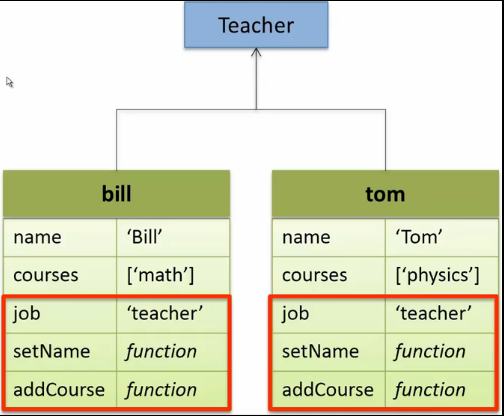 Teacher
bill
name ‘Bill’
courses [‘math’]
job ‘teacher’
setName function
addCourse function
tom
name ‘Tom’
courses [‘physics’]
job ‘teacher’
setName function
addCourse function